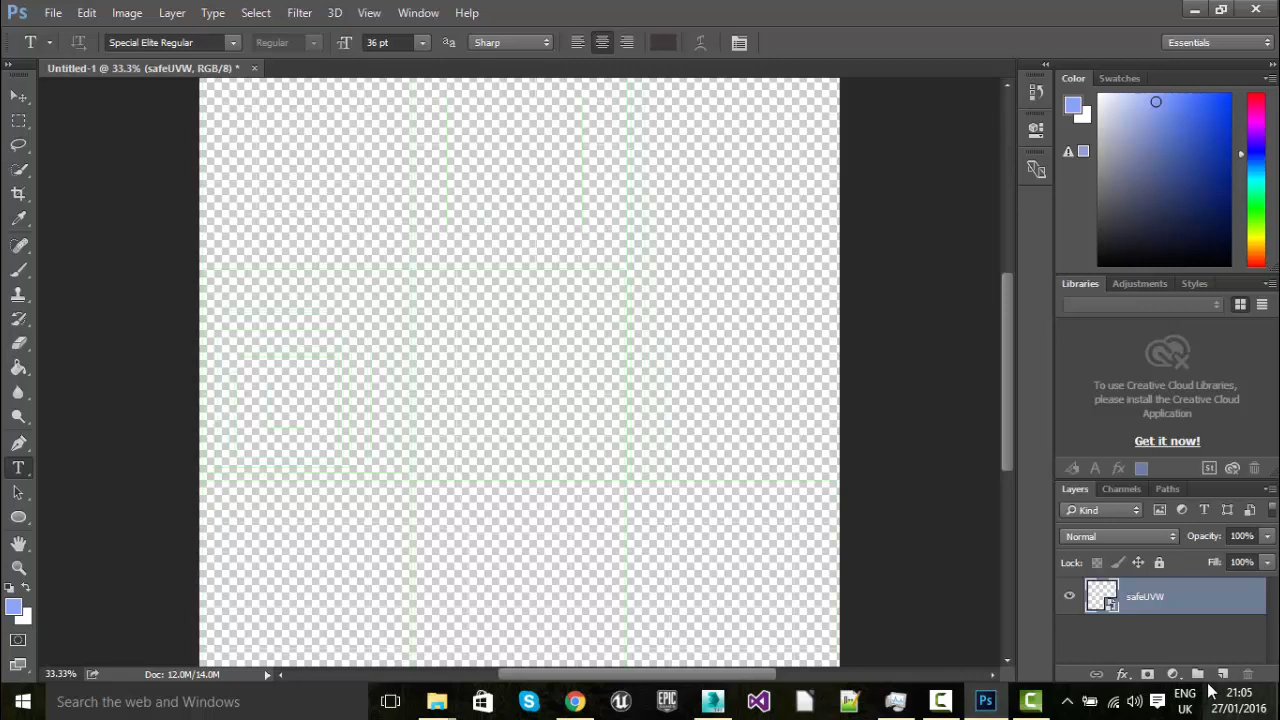 Ps File Edit Image Layer Type Select Filter 3D View Window Help
T Special Elite Regular Regular 36 pt Sharp Essentials
Untitled-1 @ 33.3% (safeUVW, RGB/8) *
Color Swatches
Libraries Adjustments Styles
To use Creative Cloud Libraries,
please install the Creative Cloud
Application
Get it now!
St
Layers Channels Paths
Kind
Normal Opacity: 100%
Lock: Fill: 100%
safeUVW
33.33% Doc: 12.0M/14.0M
Search the web and Windows
ENG 21:05
UK 27/01/2016